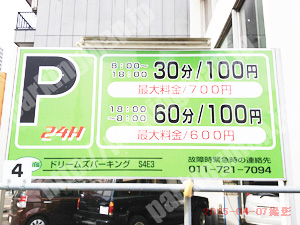 P
24H
8:00~18:00 30分/100円
最大料金/700円
18:00~8:00 60分/100円
最大料金/600円
4
ドリームズパーキング S4E3
故障時緊急時の連絡先
011-721-7094